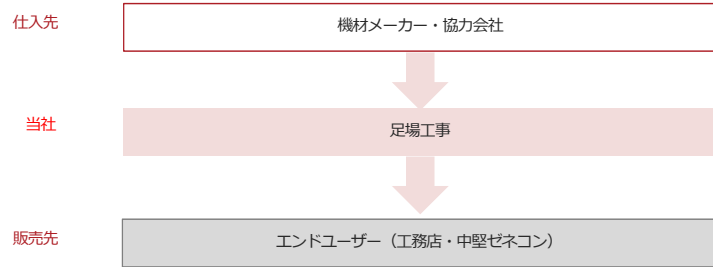 仕入先
機材メーカー・協力会社
当社
足場工事
販売先
エンドユーザー（工務店・中堅ゼネコン）